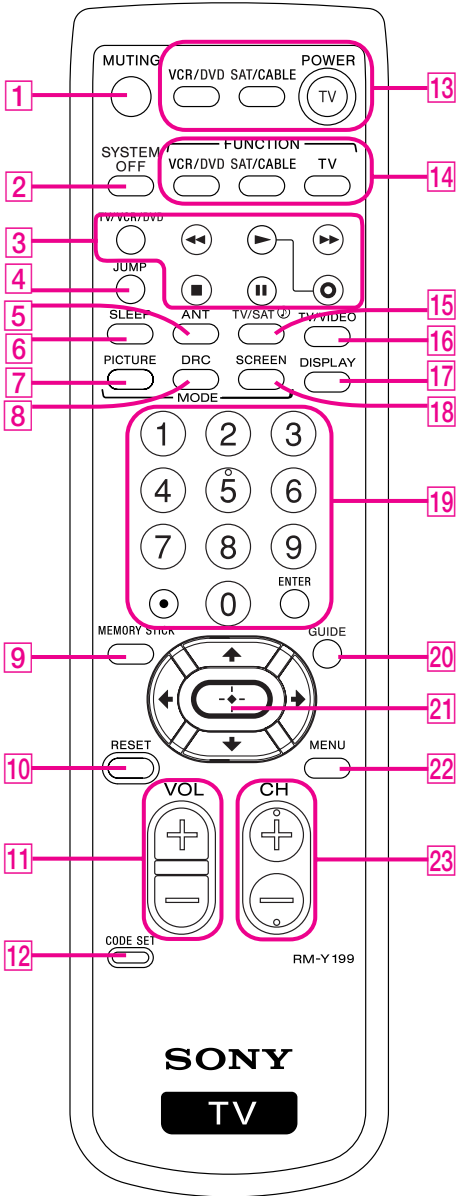 MUTING
POWER
VCR/DVD SAT/CABLE
TV
1
13
SYSTEM
OFF
FUNCTION
VCR/DVD SAT/CABLE TV
2
14
TV/VCR/DVD
3
JUMP
4
SLEEP ANT TV/SAT TV/VIDEO
5
15
6
16
PICTURE DRC SCREEN DISPLAY
7
17
MODE
8
18
1 2 3
4 5 6
19
7 8 9
ENTER
0
MEMORY STICK
GUIDE
9
20
21
RESET
MENU
10
22
VOL CH
11
23
CODE SET
12
RM-Y199
SONY
TV